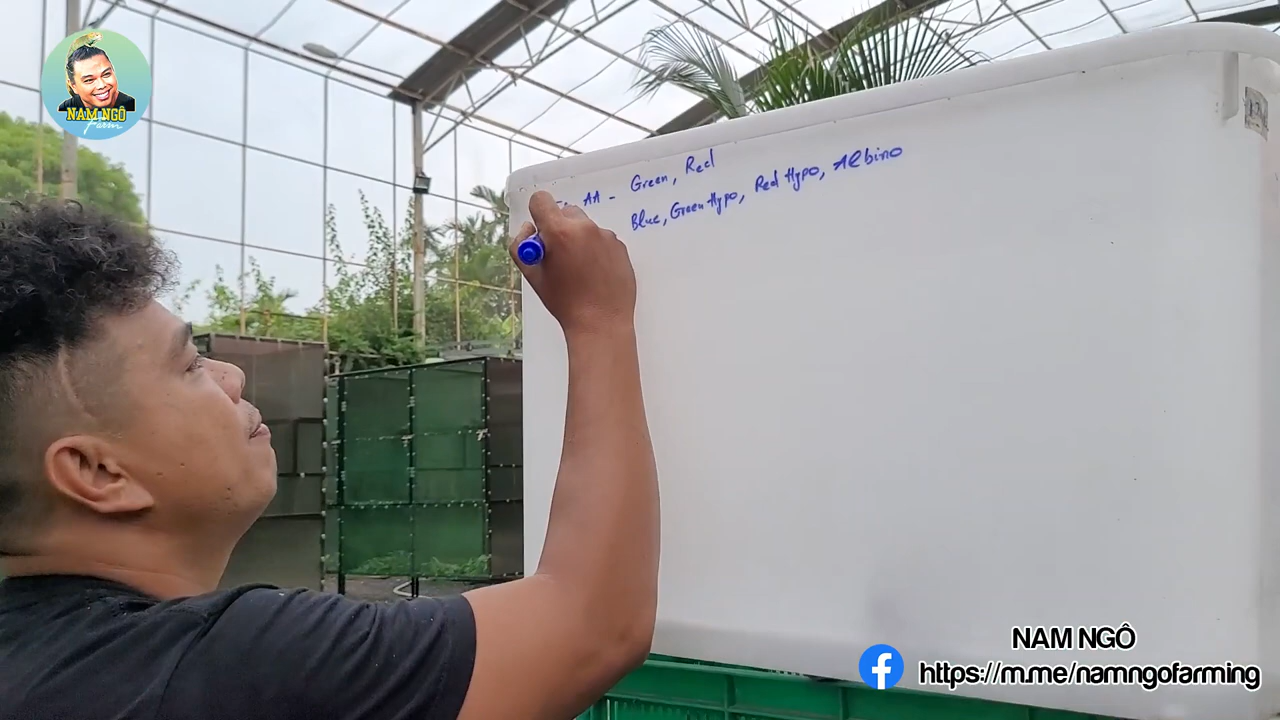 NAM NGÔ
Farm
AA - Green, Red
Blue, Green Hypo, Red Hypo, Albino
NAM NGÔ
https://m.me/namngofarming